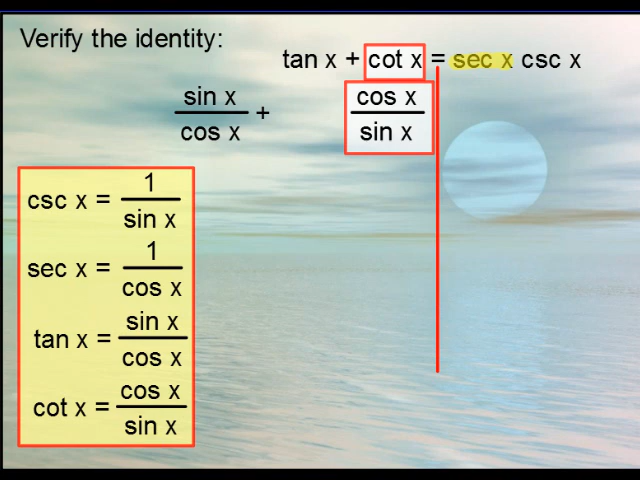 Verify the identity:
tan x + cot x = sec x csc x
sin x
cos x
+
cos x
sin x
csc x = 1
sin x
sec x = 1
cos x
tan x = sin x
cos x
cot x = cos x
sin x